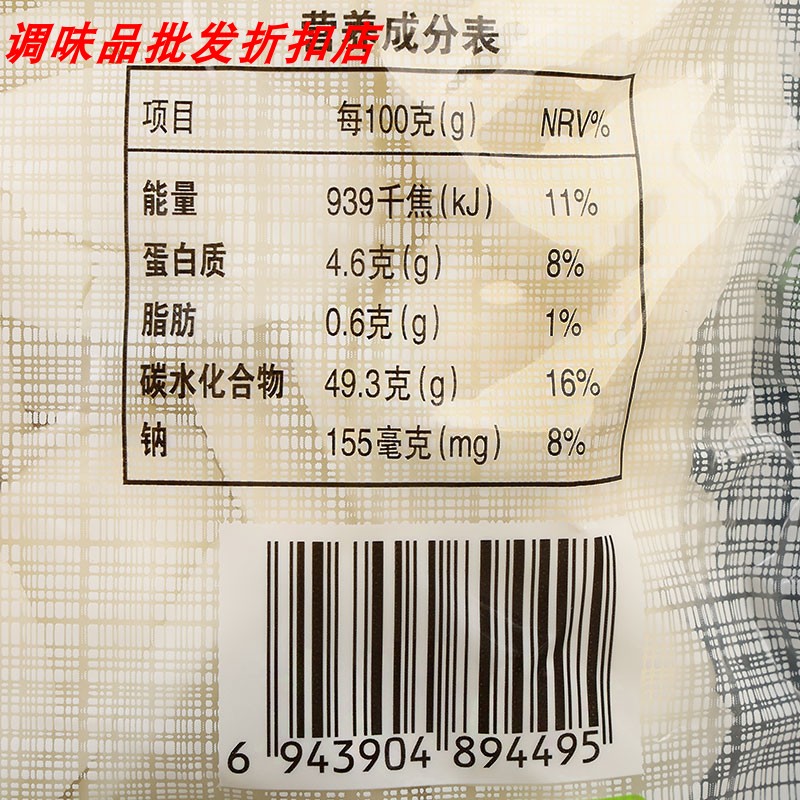 调味品批发折扣店
营养成分表
项目 每100克(g) NRV%
能量 939千焦(kJ) 11%
蛋白质 4.6克(g) 8%
脂肪 0.6克(g) 1%
碳水化合物 49.3克(g) 16%
钠 155毫克(mg) 8%
6 943904 894495